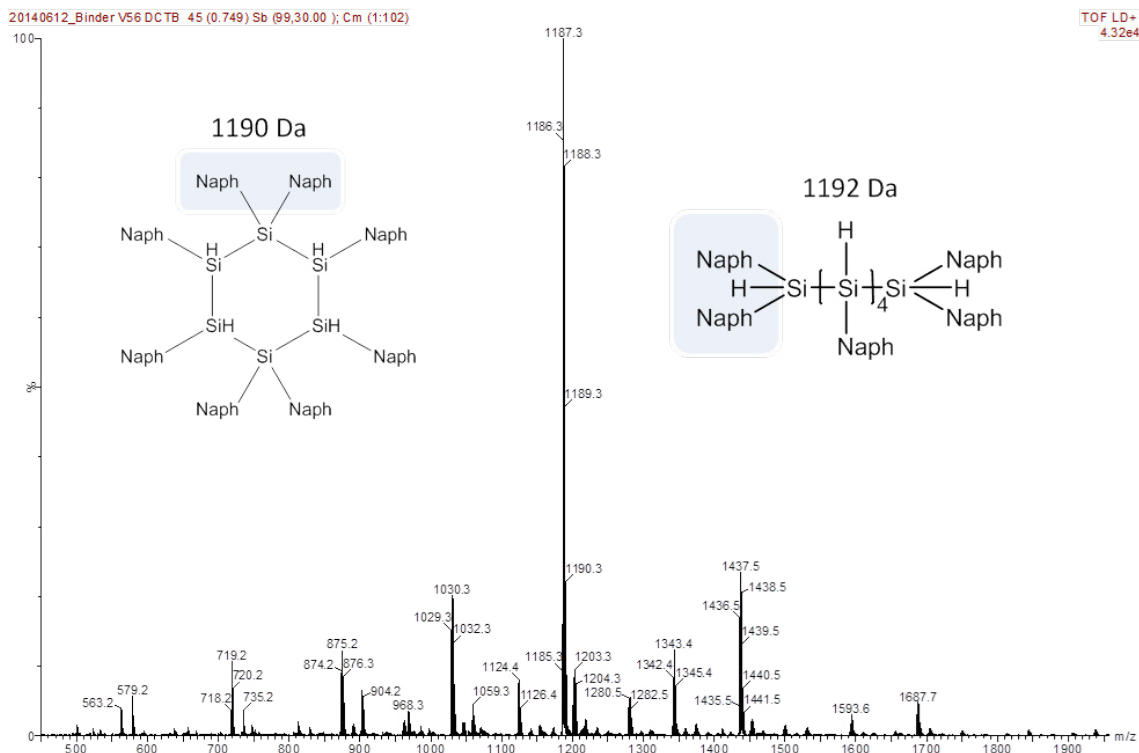 20140612_Binder V56 DCTB 45 (0.749) Sb (99,30.00 ); Cm (1:102)
TOF LD+
4.32e4
100
%
1187.3
1186.3
1188.3
1189.3
1190.3
1190 Da
Naph Naph
Naph H Si H Naph
Si Si
SiH SiH
Naph Si Naph
Naph Naph
1192 Da
H
Naph Naph
H Si ( Si ) 4 Si H
Naph Naph
Naph
563.2
579.2
719.2
720.2
718.2
735.2
875.2
874.2
876.3
904.2
968.3
1030.3
1029.3
1032.3
1059.3
1124.4
1126.4
1185.3
1203.3
1204.3
1280.5
1282.5
1343.4
1342.4
1345.4
1437.5
1438.5
1436.5
1439.5
1440.5
1435.5
1441.5
1593.6
1687.7
500 600 700 800 900 1000 1100 1200 1300 1400 1500 1600 1700 1800 1900 m/z